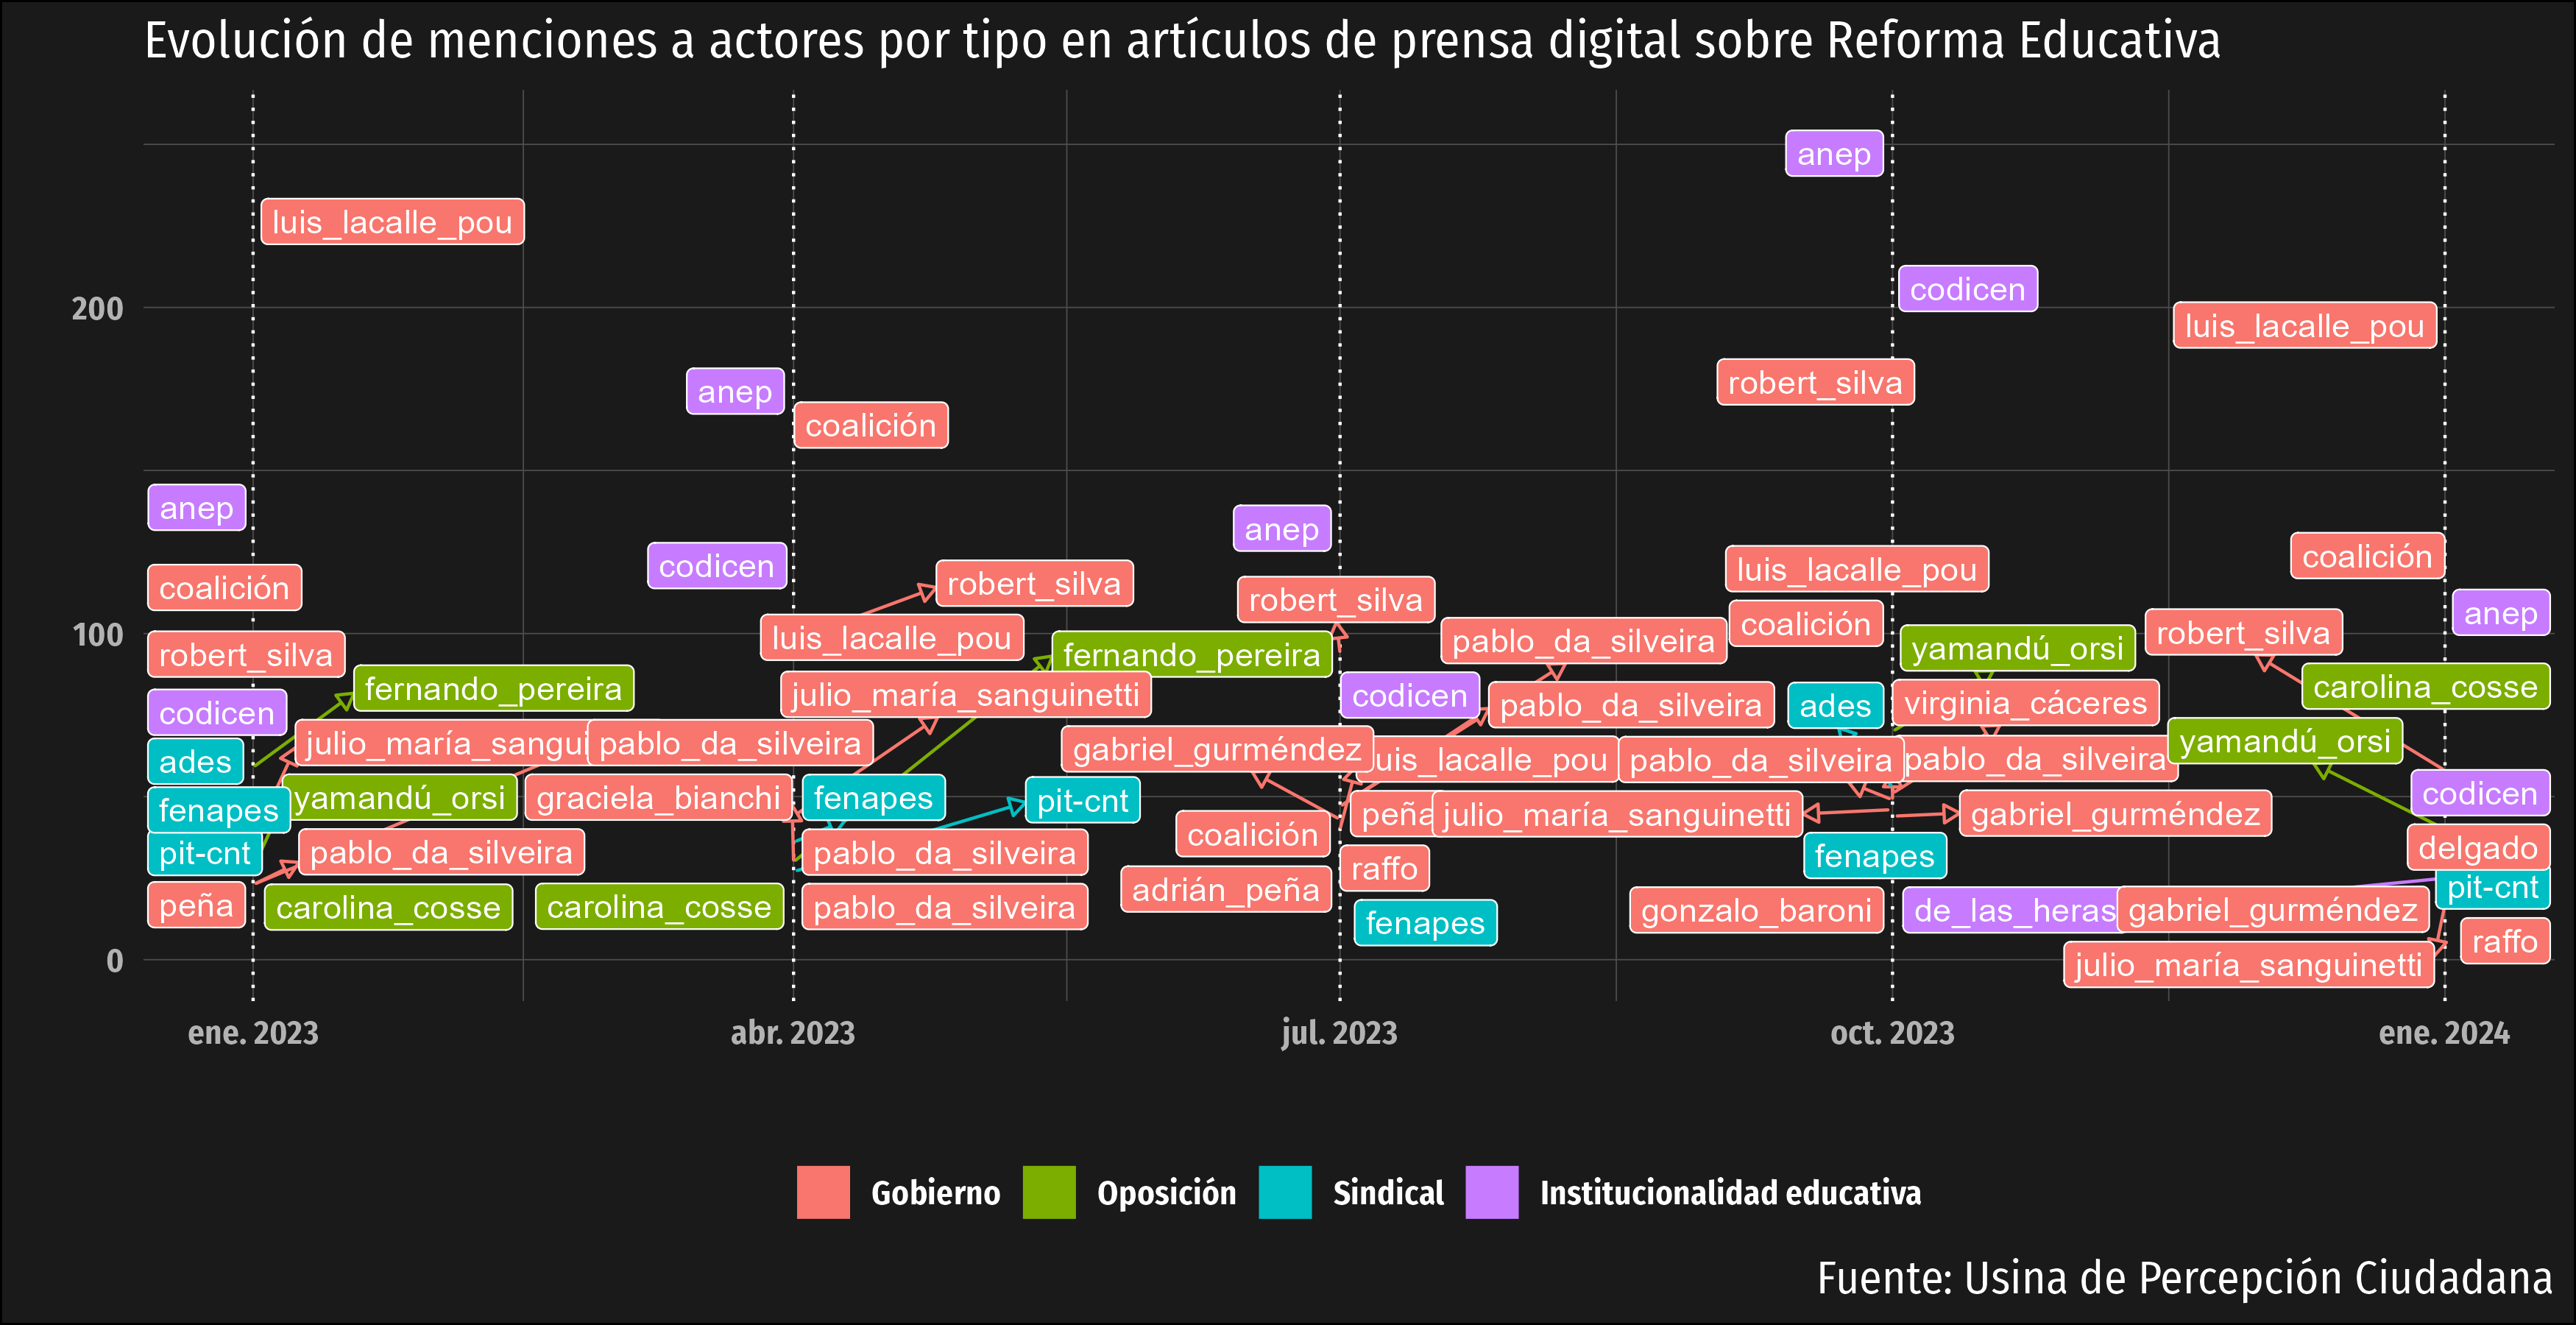 Evolución de menciones a actores por tipo en artículos de prensa digital sobre Reforma Educativa
anep
luis_lacalle_pou
codicen
200
luis_lacalle_pou
robert_silva
anep
coalición
anep
anep
coalición
codicen
luis_lacalle_pou
robert_silva
coalición
robert_silva
anep
coalición
100
luis_lacalle_pou
pablo_da_silveira
robert_silva
robert_silva
fernando_pereira
yamandú_orsi
fernando_pereira
julio_maría_sanguinetti
codicen
carolina_cosse
codicen
pablo_da_silveira
ades
virginia_cáceres
julio_maría_sangui
pablo_da_silveira
gabriel_gurméndez
yamandú_orsi
ades
uis_lacalle_pou
pablo_da_silveira
pablo_da_silveira
yamandú_orsi
graciela_bianchi
fenapes
pit-cnt
codicen
fenapes
peña
julio_maría_sanguinetti
gabriel_gurméndez
coalición
pit-cnt
pablo_da_silveira
pablo_da_silveira
fenapes
delgado
raffo
adrián_peña
pit-cnt
peña
carolina_cosse
carolina_cosse
pablo_da_silveira
gonzalo_baroni
de_las_heras
gabriel_gurméndez
fenapes
raffo
0
julio_maría_sanguinetti
ene. 2023
abr. 2023
jul. 2023
oct. 2023
ene. 2024
Gobierno
Oposición
Sindical
Institucionalidad educativa
Fuente: Usina de Percepción Ciudadana